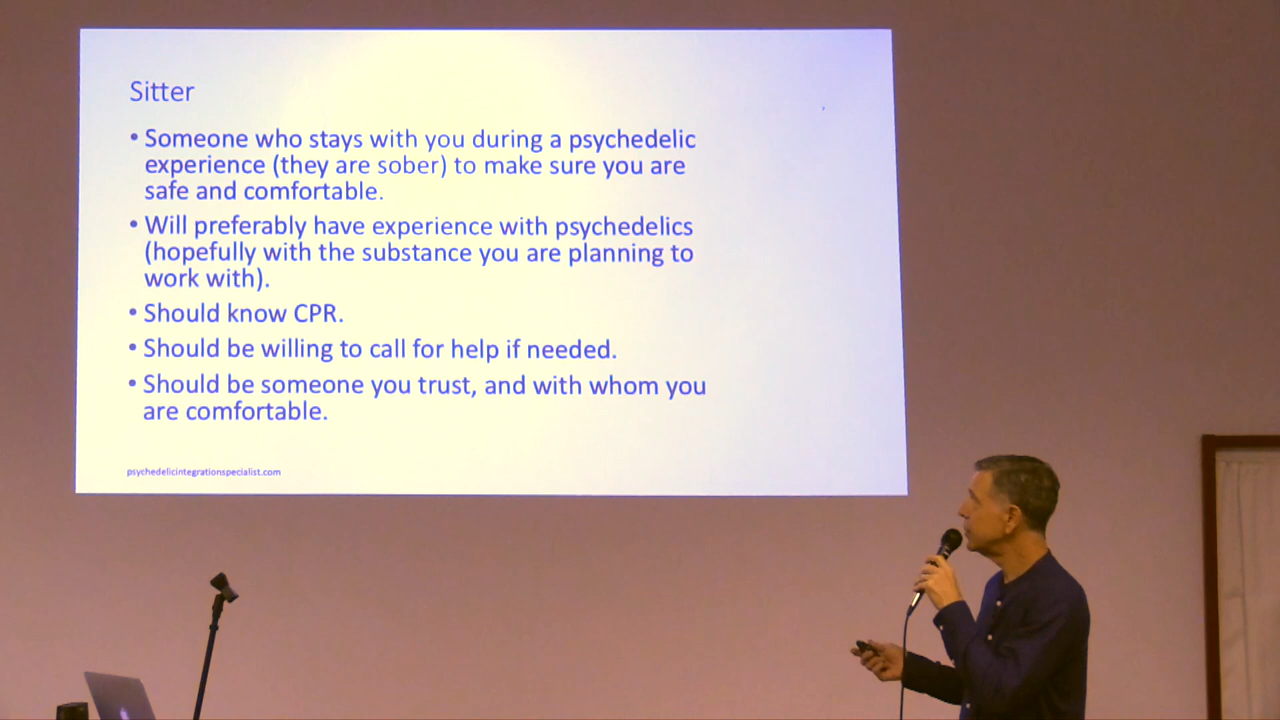 Sitter
• Someone who stays with you during a psychedelic
experience (they are sober) to make sure you are
safe and comfortable.
• Will preferably have experience with psychedelics
(hopefully with the substance you are planning to
work with).
• Should know CPR.
• Should be willing to call for help if needed.
• Should be someone you trust, and with whom you
are comfortable.
psychedelicintegrationspecialist.com